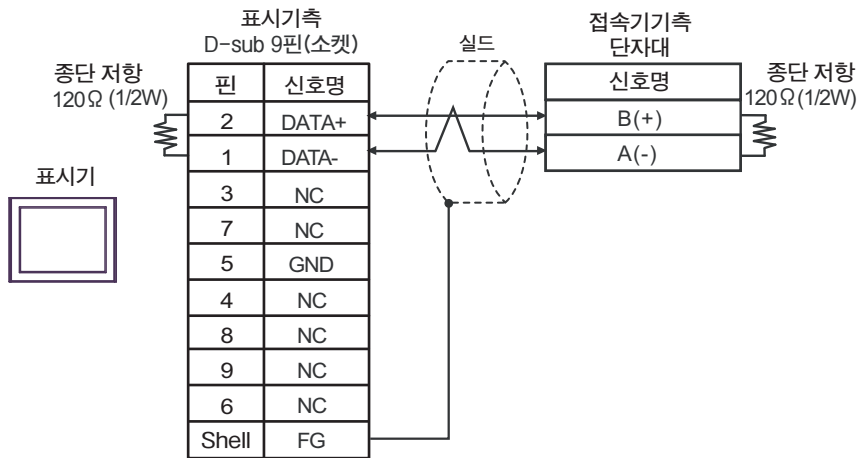 표시기측
D-sub 9핀(소켓)
실드
접속기기측
단자대
종단 저항
120Ω (1/2W)
핀 신호명
신호명
종단 저항
120Ω(1/2W)
2 DATA+
B(+)
1 DATA-
A(-)
표시기
3 NC
7 NC
5 GND
4 NC
8 NC
9 NC
6 NC
Shell FG